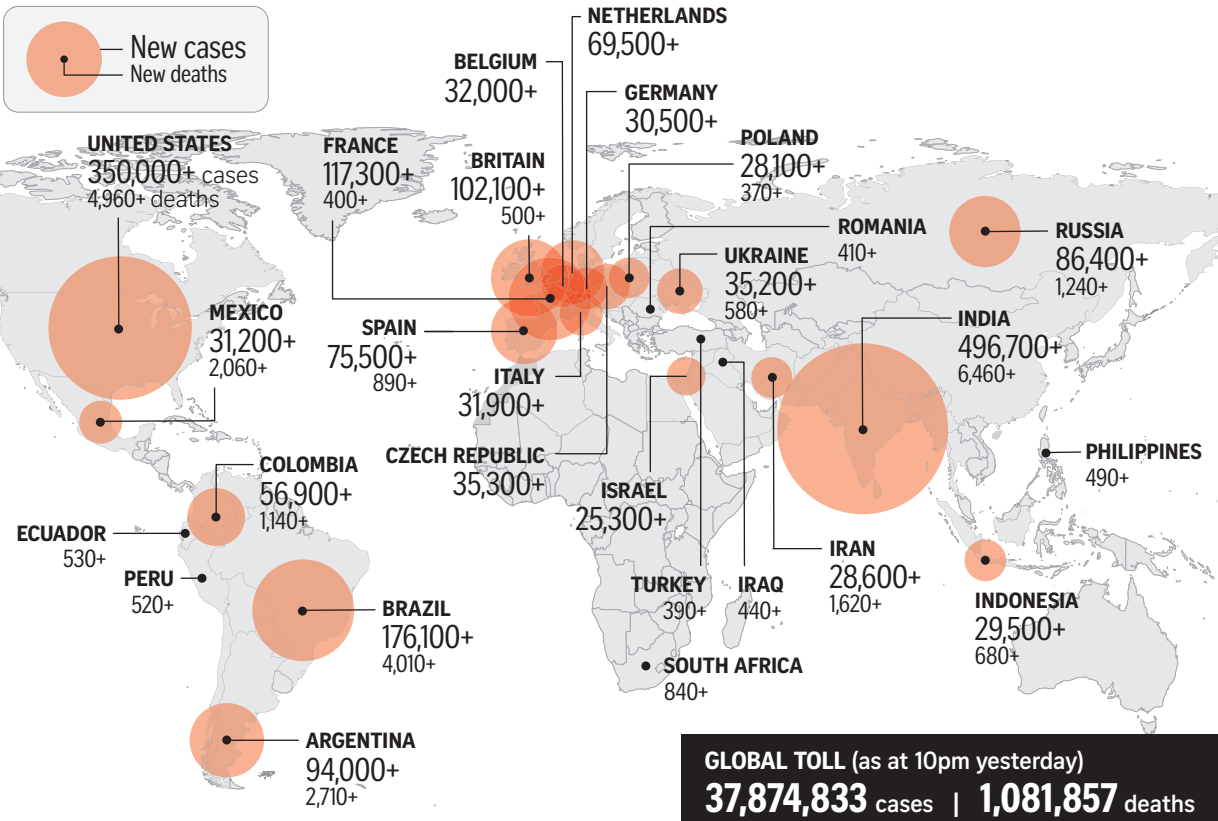 New cases
New deaths
NETHERLANDS
69,500+
BELGIUM
32,000+
GERMANY
30,500+
UNITED STATES
350,000+ cases
4,960+ deaths
FRANCE
117,300+
400+
BRITAIN
102,100+
500+
POLAND
28,100+
370+
ROMANIA
410+
UKRAINE
35,200+
580+
RUSSIA
86,400+
1,240+
MEXICO
31,200+
2,060+
SPAIN
75,500+
890+
ITALY
31,900+
INDIA
496,700+
6,460+
CZECH REPUBLIC
35,300+
ISRAEL
25,300+
PHILIPPINES
490+
COLOMBIA
56,900+
1,140+
ECUADOR
530+
PERU
520+
BRAZIL
176,100+
4,010+
TURKEY
390+
IRAQ
440+
IRAN
28,600+
1,620+
INDONESIA
29,500+
680+
SOUTH AFRICA
840+
ARGENTINA
94,000+
2,710+
GLOBAL TOLL (as at 10pm yesterday)
37,874,833 cases | 1,081,857 deaths